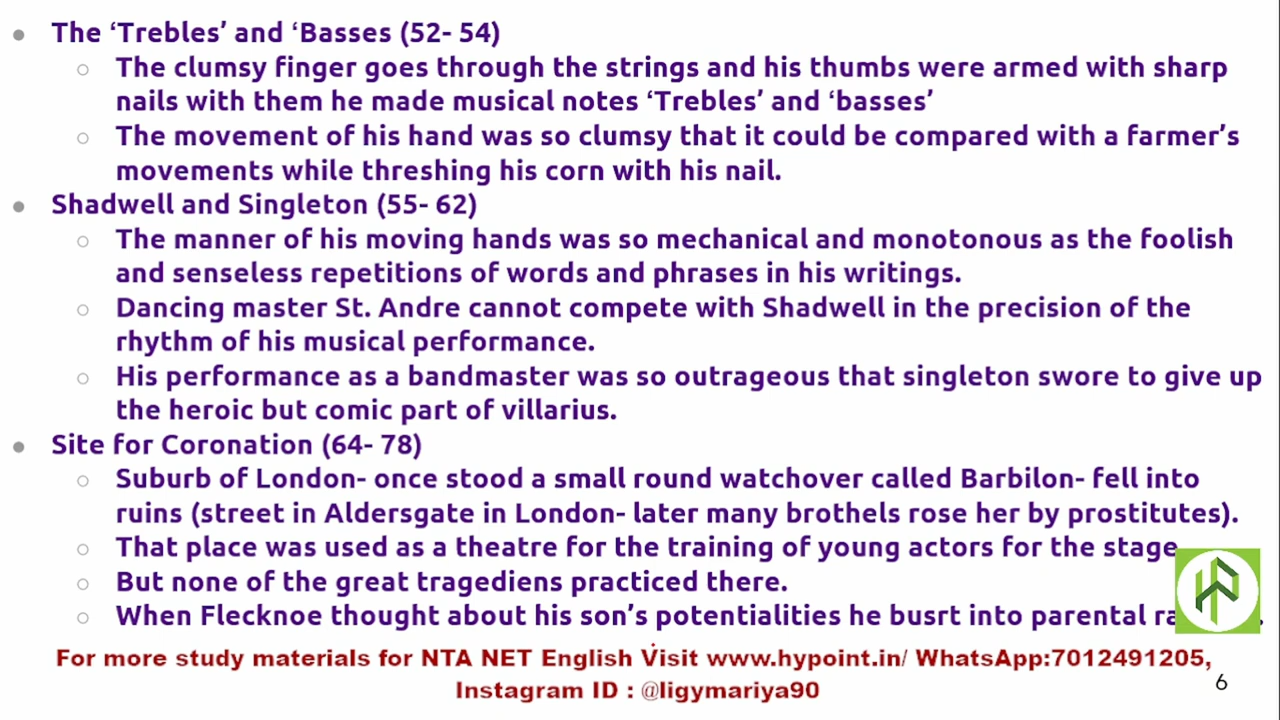 The ‘Trebles’ and ‘Basses (52- 54)
The clumsy finger goes through the strings and his thumbs were armed with sharp
nails with them he made musical notes ‘Trebles’ and ‘basses’
The movement of his hand was so clumsy that it could be compared with a farmer’s
movements while threshing his corn with his nail.
Shadwell and Singleton (55- 62)
The manner of his moving hands was so mechanical and monotonous as the foolish
and senseless repetitions of words and phrases in his writings.
Dancing master St. Andre cannot compete with Shadwell in the precision of the
rhythm of his musical performance.
His performance as a bandmaster was so outrageous that singleton swore to give up
the heroic but comic part of villarius.
Site for Coronation (64- 78)
Suburb of London- once stood a small round watchover called Barbilon- fell into
ruins (street in Aldersgate in London- later many brothels rose her by prostitutes).
That place was used as a theatre for the training of young actors for the stage
But none of the great tragediens practiced there.
When Flecknoe thought about his son’s potentialities he busrt into parental
For more study materials for NTA NET English Visit www.hypoint.in/ WhatsApp:7012491205,
Instagram ID : @ligymariya90
6